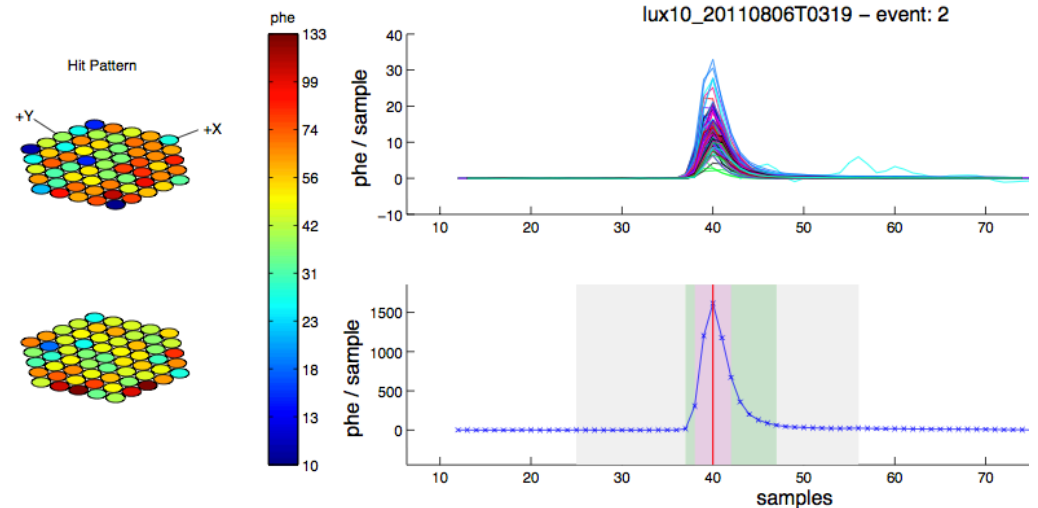 lux10_20110806T0319 – event: 2
phe
Hit Pattern
+Y
+X
133
99
74
56
42
31
23
18
13
10
phe / sample
40
30
20
10
0
−10
10 20 30 40 50 60 70
phe / sample
1500
1000
500
0
10 20 30 40 50 60 70
samples